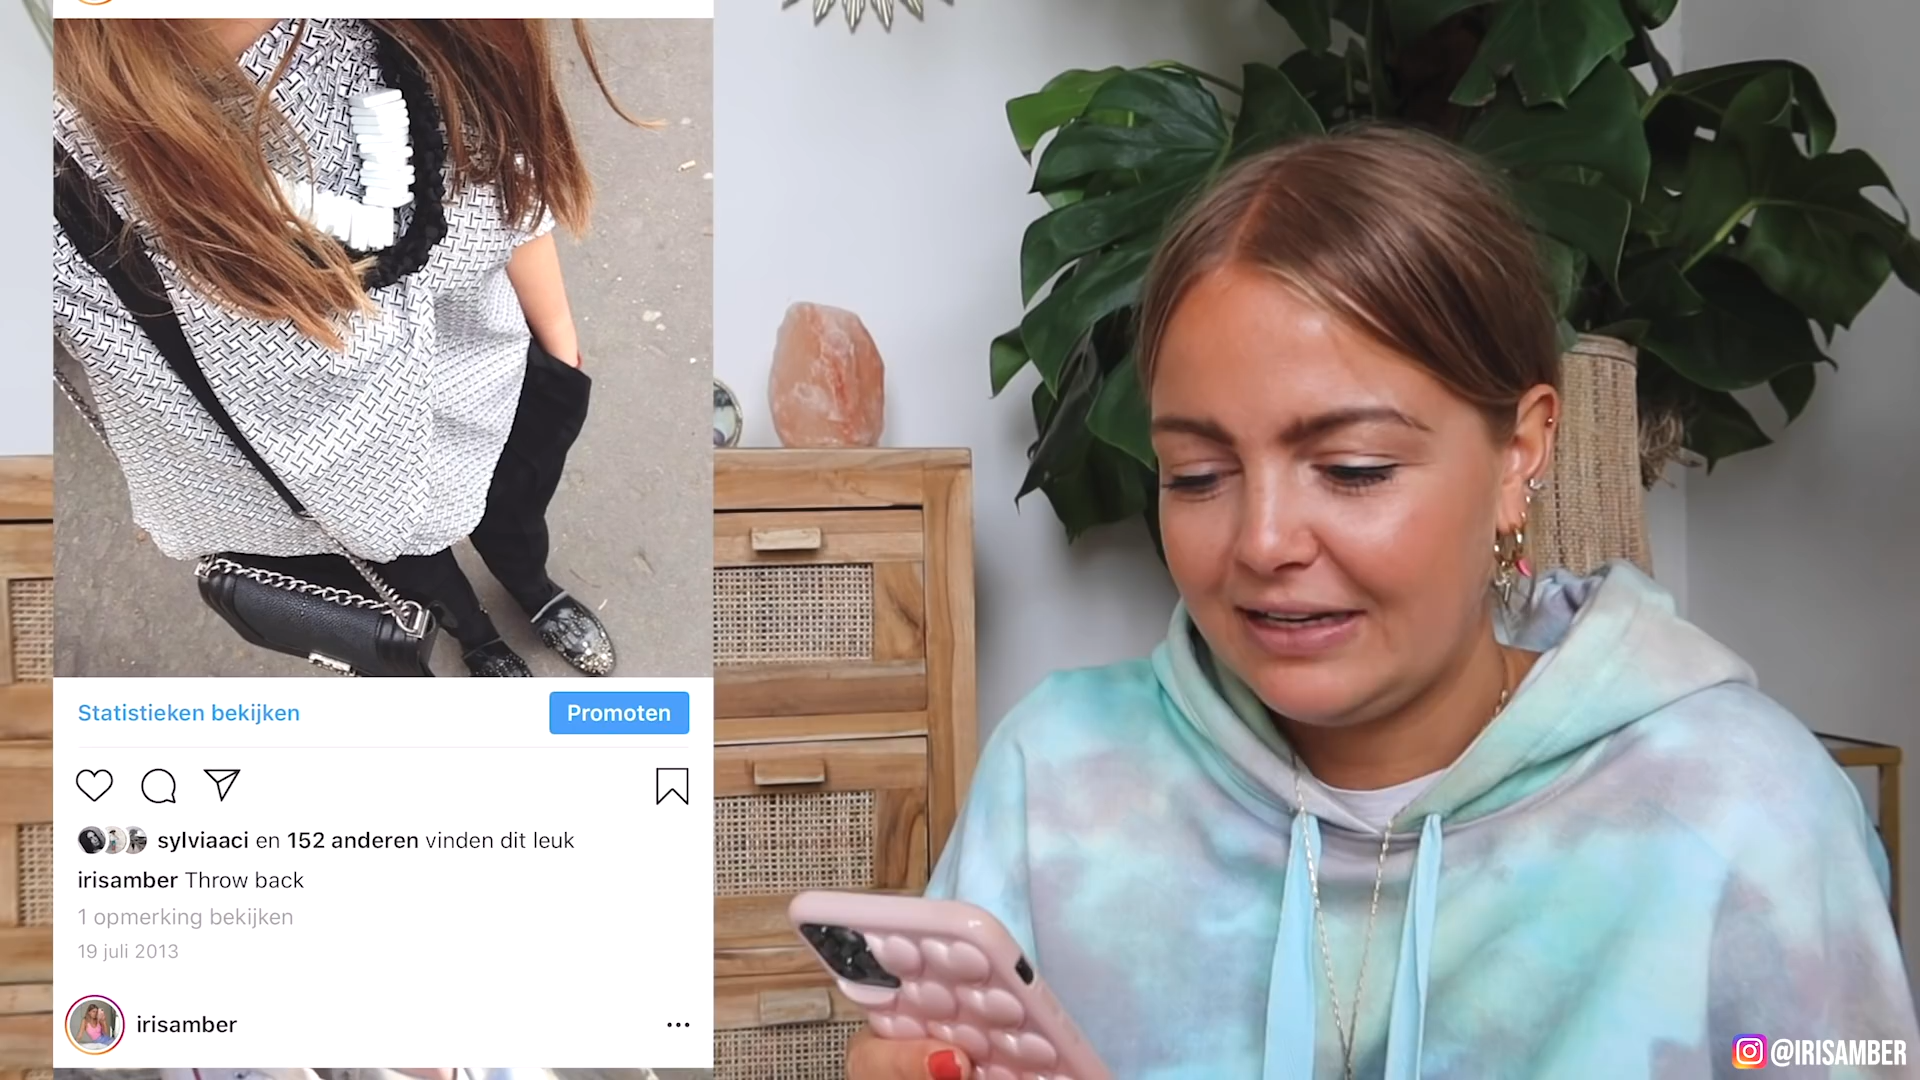 Statistieken bekijken
Promoten
sylviaaci en 152 anderen vinden dit leuk
irisamber Throw back
1 opmerking bekijken
19 juli 2013
irisamber
@IRISAMBER